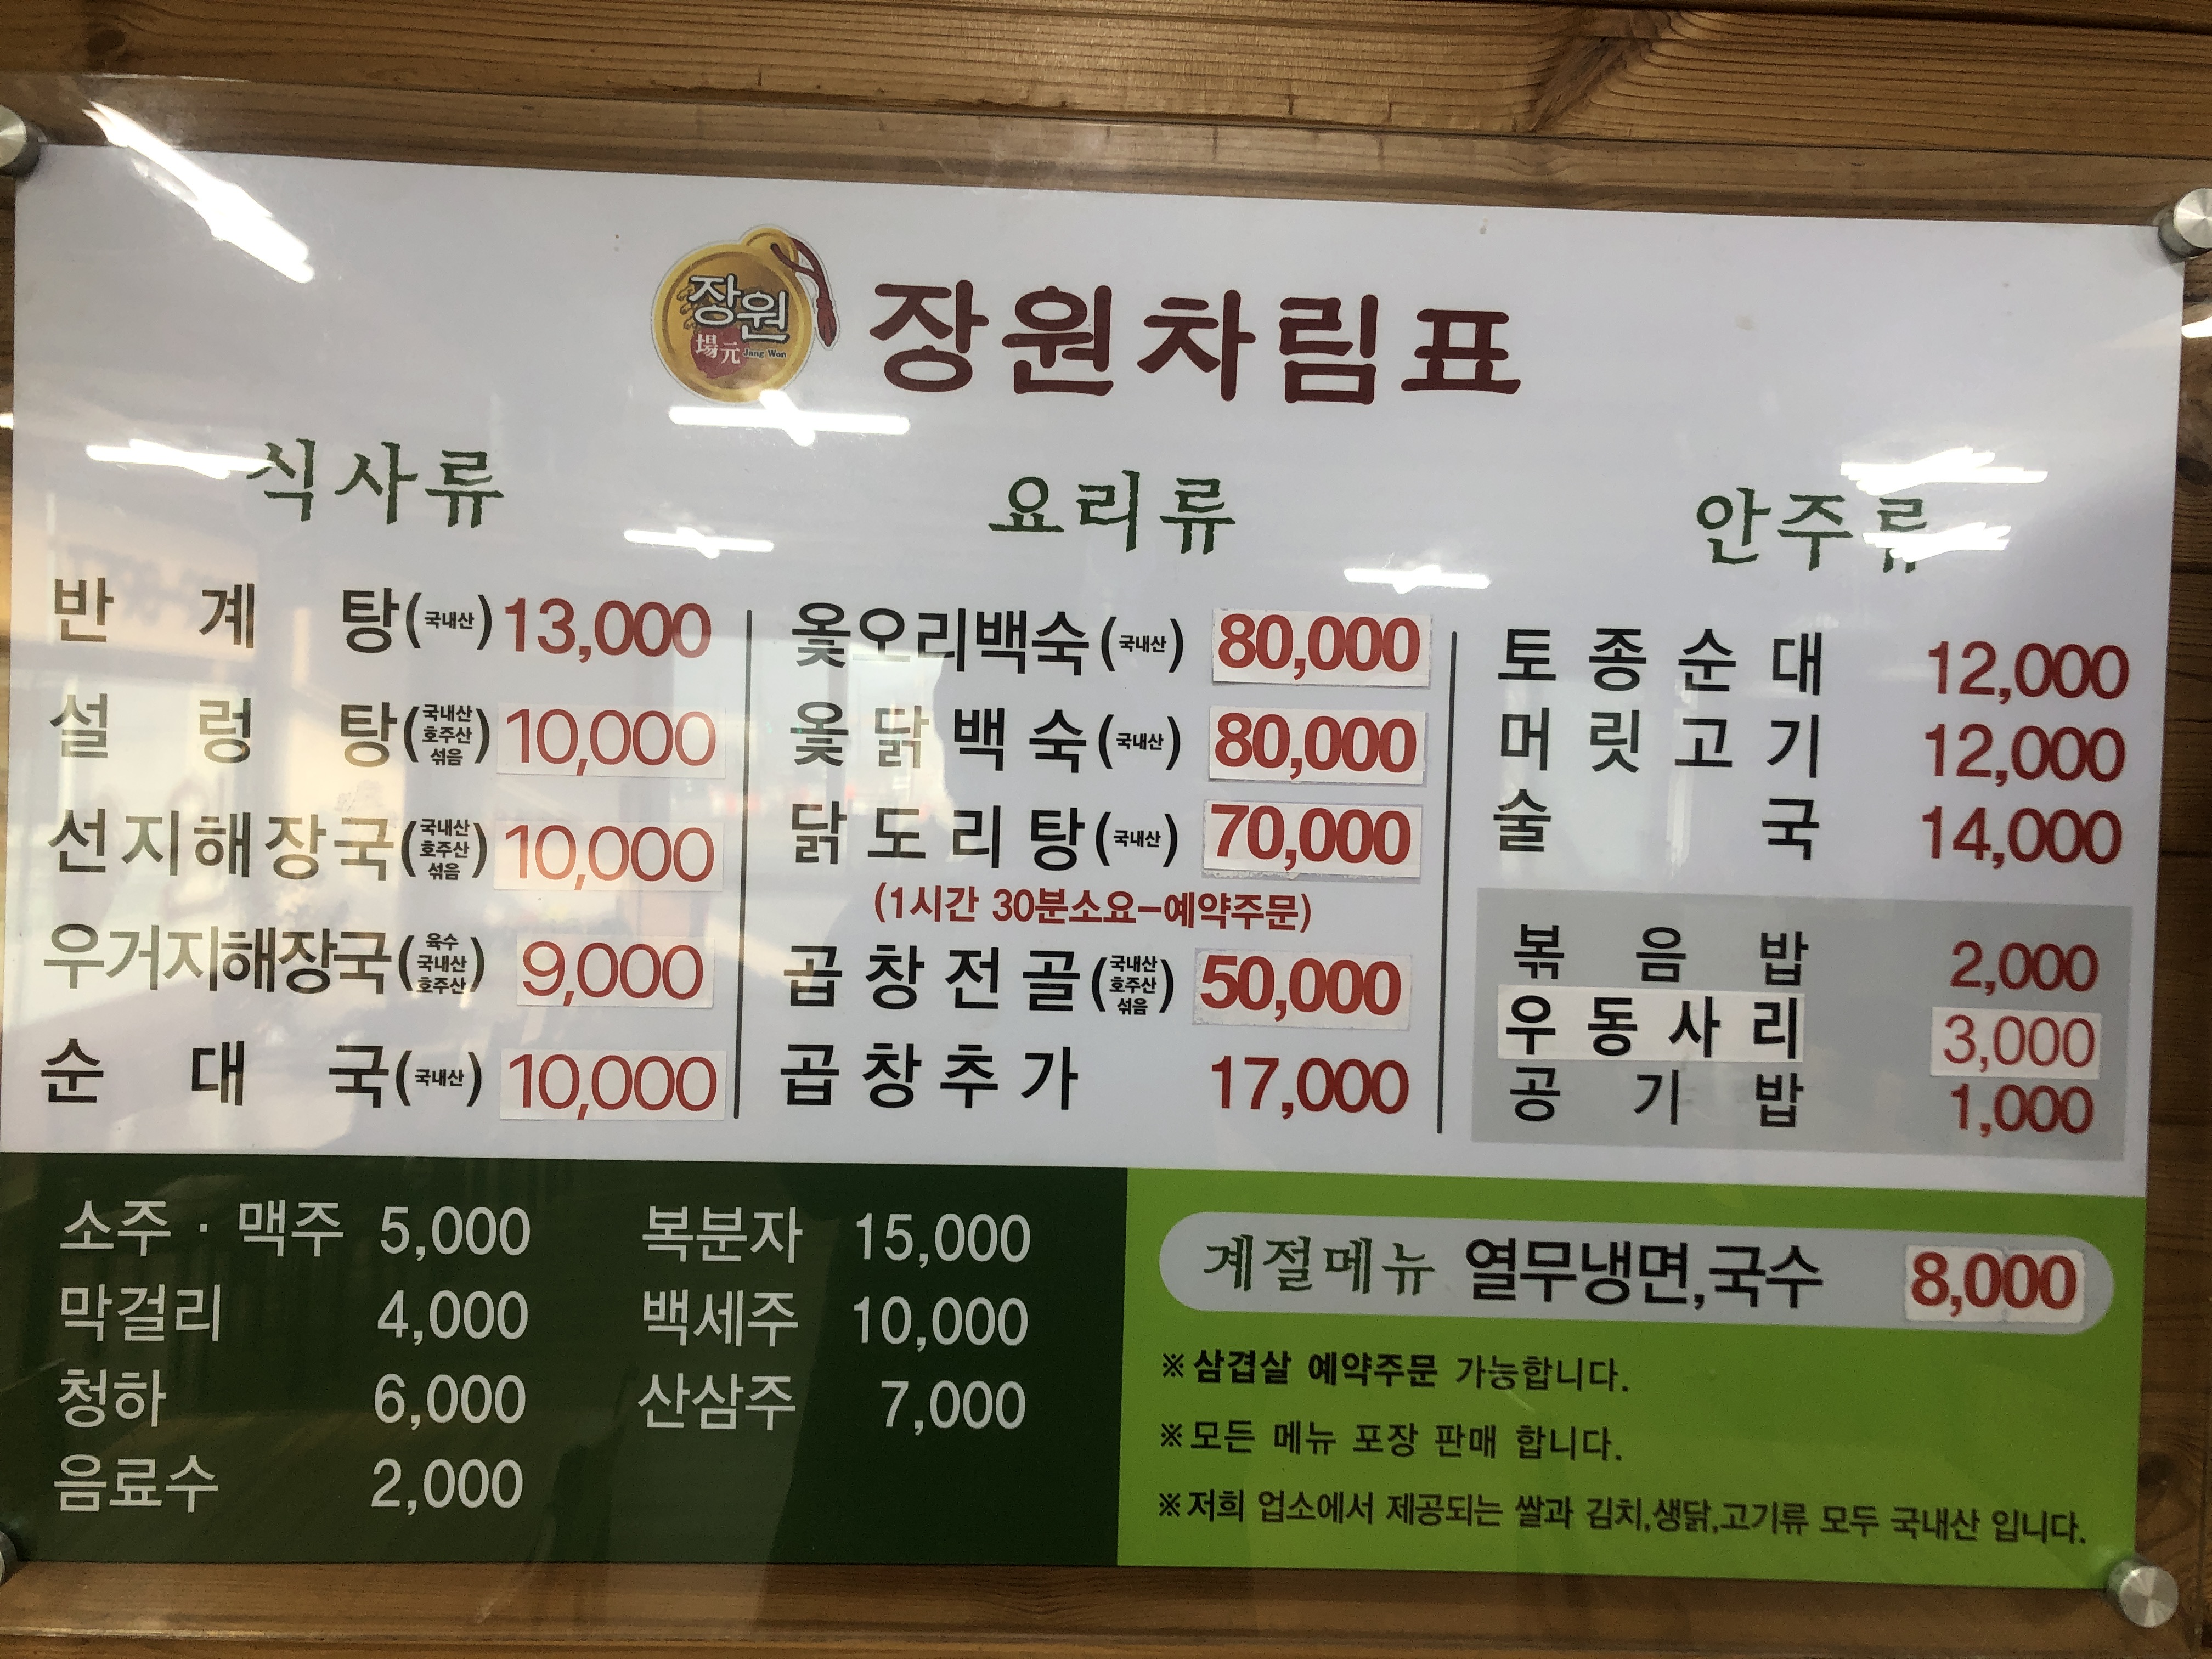 장원
場元 Jang Won
장원차림표
식사류
반계탕(국내산) 13,000
설렁탕(국내산 호주산 섞음) 10,000
선지해장국(국내산 호주산 섞음) 10,000
우거지해장국(육수 국내산 호주산) 9,000
순대국(국내산) 10,000
요리류
옻오리백숙(국내산) 80,000
옻닭백숙(국내산) 80,000
닭도리탕(국내산) 70,000
(1시간 30분소요-예약주문)
곱창전골(국내산 호주산 섞음) 50,000
곱창추가 17,000
안주류
토종순대 12,000
머릿고기 12,000
술국 14,000
볶음밥 2,000
우동사리 3,000
공기밥 1,000
소주 · 맥주 5,000
막걸리 4,000
청하 6,000
음료수 2,000
복분자 15,000
백세주 10,000
산삼주 7,000
계절메뉴 열무냉면,국수 8,000
※삼겹살 예약주문 가능합니다.
※모든 메뉴 포장 판매 합니다.
※저희 업소에서 제공되는 쌀과 김치,생닭,고기류 모두 국내산 입니다.